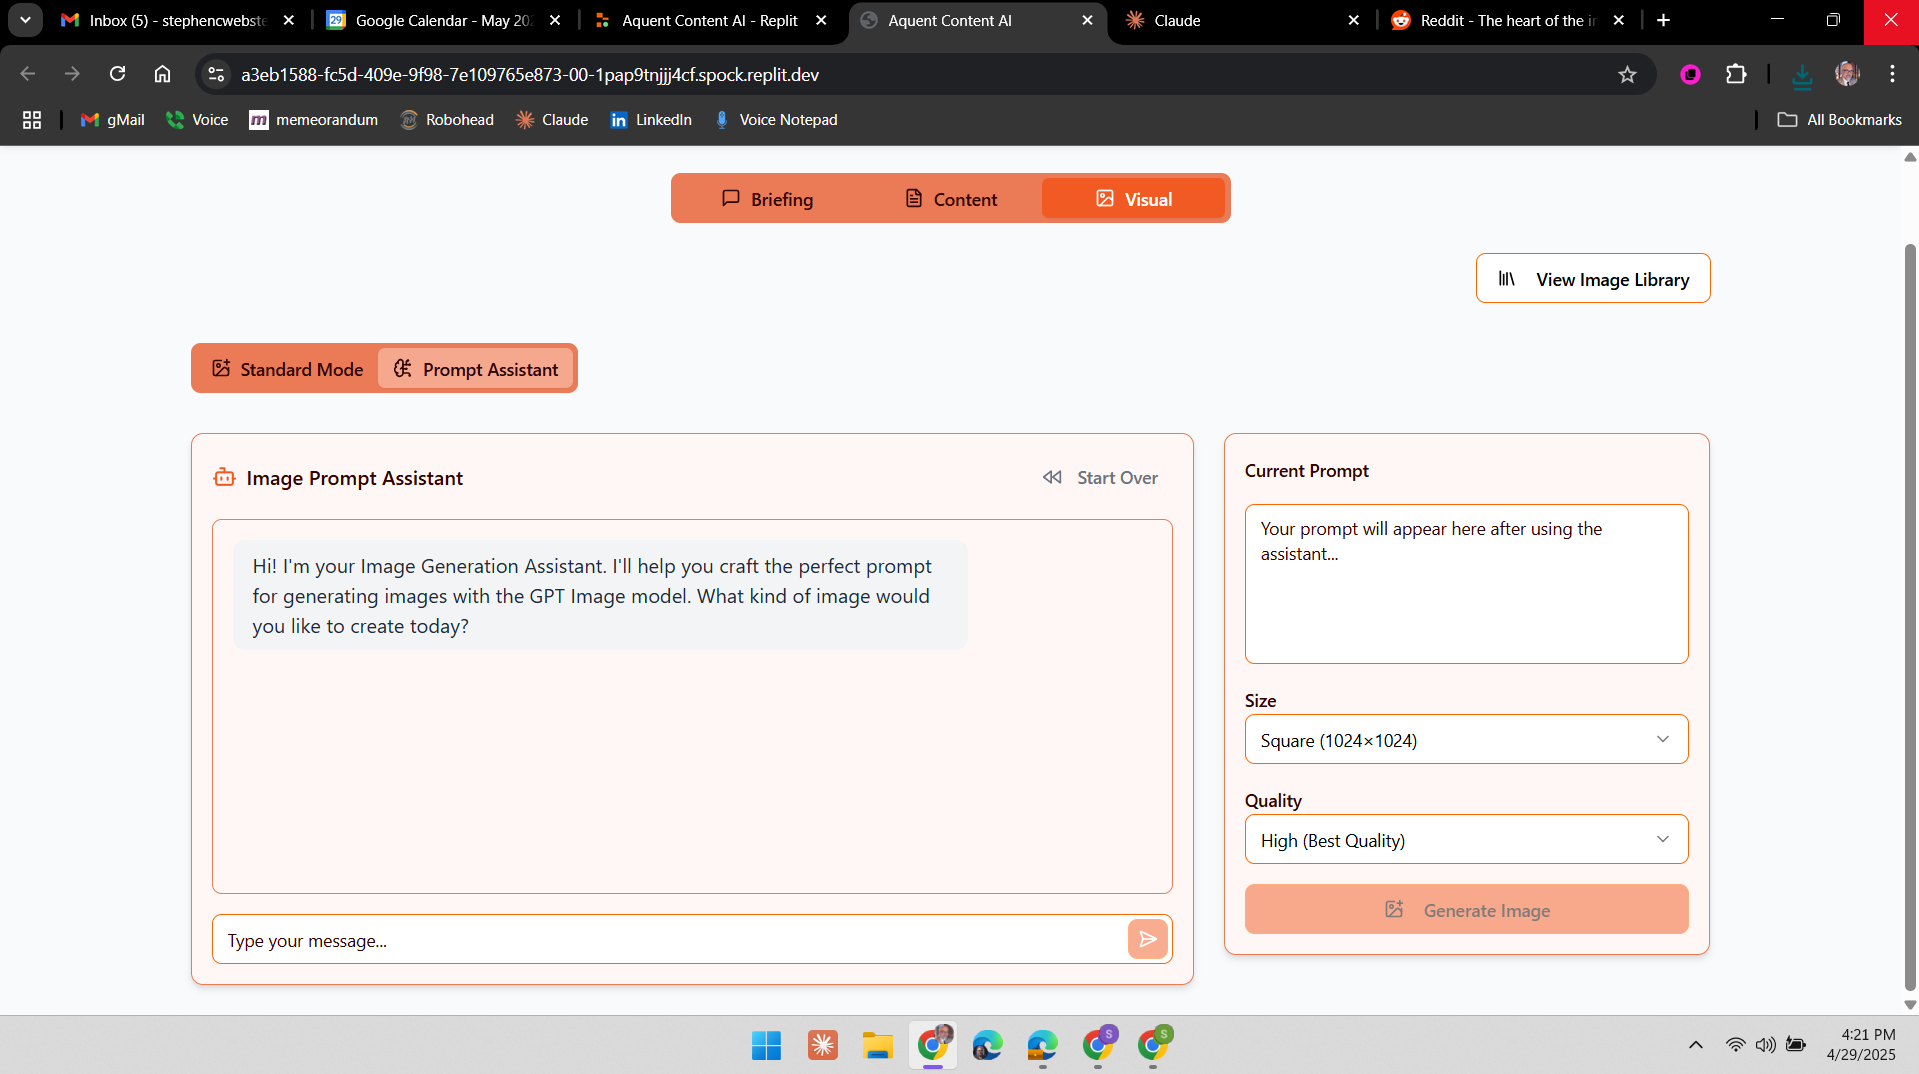 Inbox (5) - stephencwebste
Google Calendar - May 202
Aquent Content AI - Replit
Aquent Content AI
Claude
Reddit - The heart of the in
a3eb1588-fc5d-409e-9f98-7e109765e873-00-1pap9tnjjj4cf.spock.replit.dev
gMail
Voice
m memeorandum
Robohead
Claude
in LinkedIn
Voice Notepad
All Bookmarks
Briefing
Content
Visual
View Image Library
Standard Mode
Prompt Assistant
Image Prompt Assistant
Start Over
Hi! I'm your Image Generation Assistant. I'll help you craft the perfect prompt
for generating images with the GPT Image model. What kind of image would
you like to create today?
Type your message...
Current Prompt
Your prompt will appear here after using the
assistant...
Size
Square (1024×1024)
Quality
High (Best Quality)
Generate Image
S
S
4:21 PM
4/29/2025